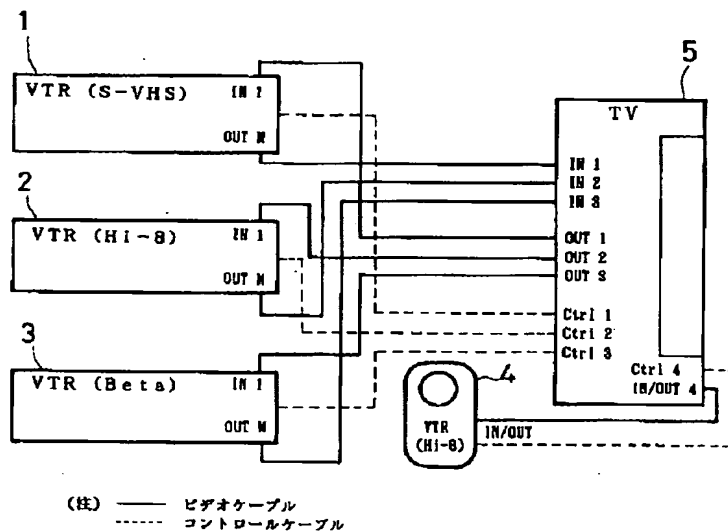 1
VTR (S-VHS)
IN 1
OUT M
2
VTR (Hi-8)
IN 1
OUT M
3
VTR (Beta)
IN 1
OUT M
5
TV
IN 1
IN 2
IN 3
OUT 1
OUT 2
OUT 3
Ctrl 1
Ctrl 2
Ctrl 3
Ctrl 4
IN/OUT 4
4
VTR
(Hi-8)
IN/OUT
(注) ビデオケーブル
コントロールケーブル